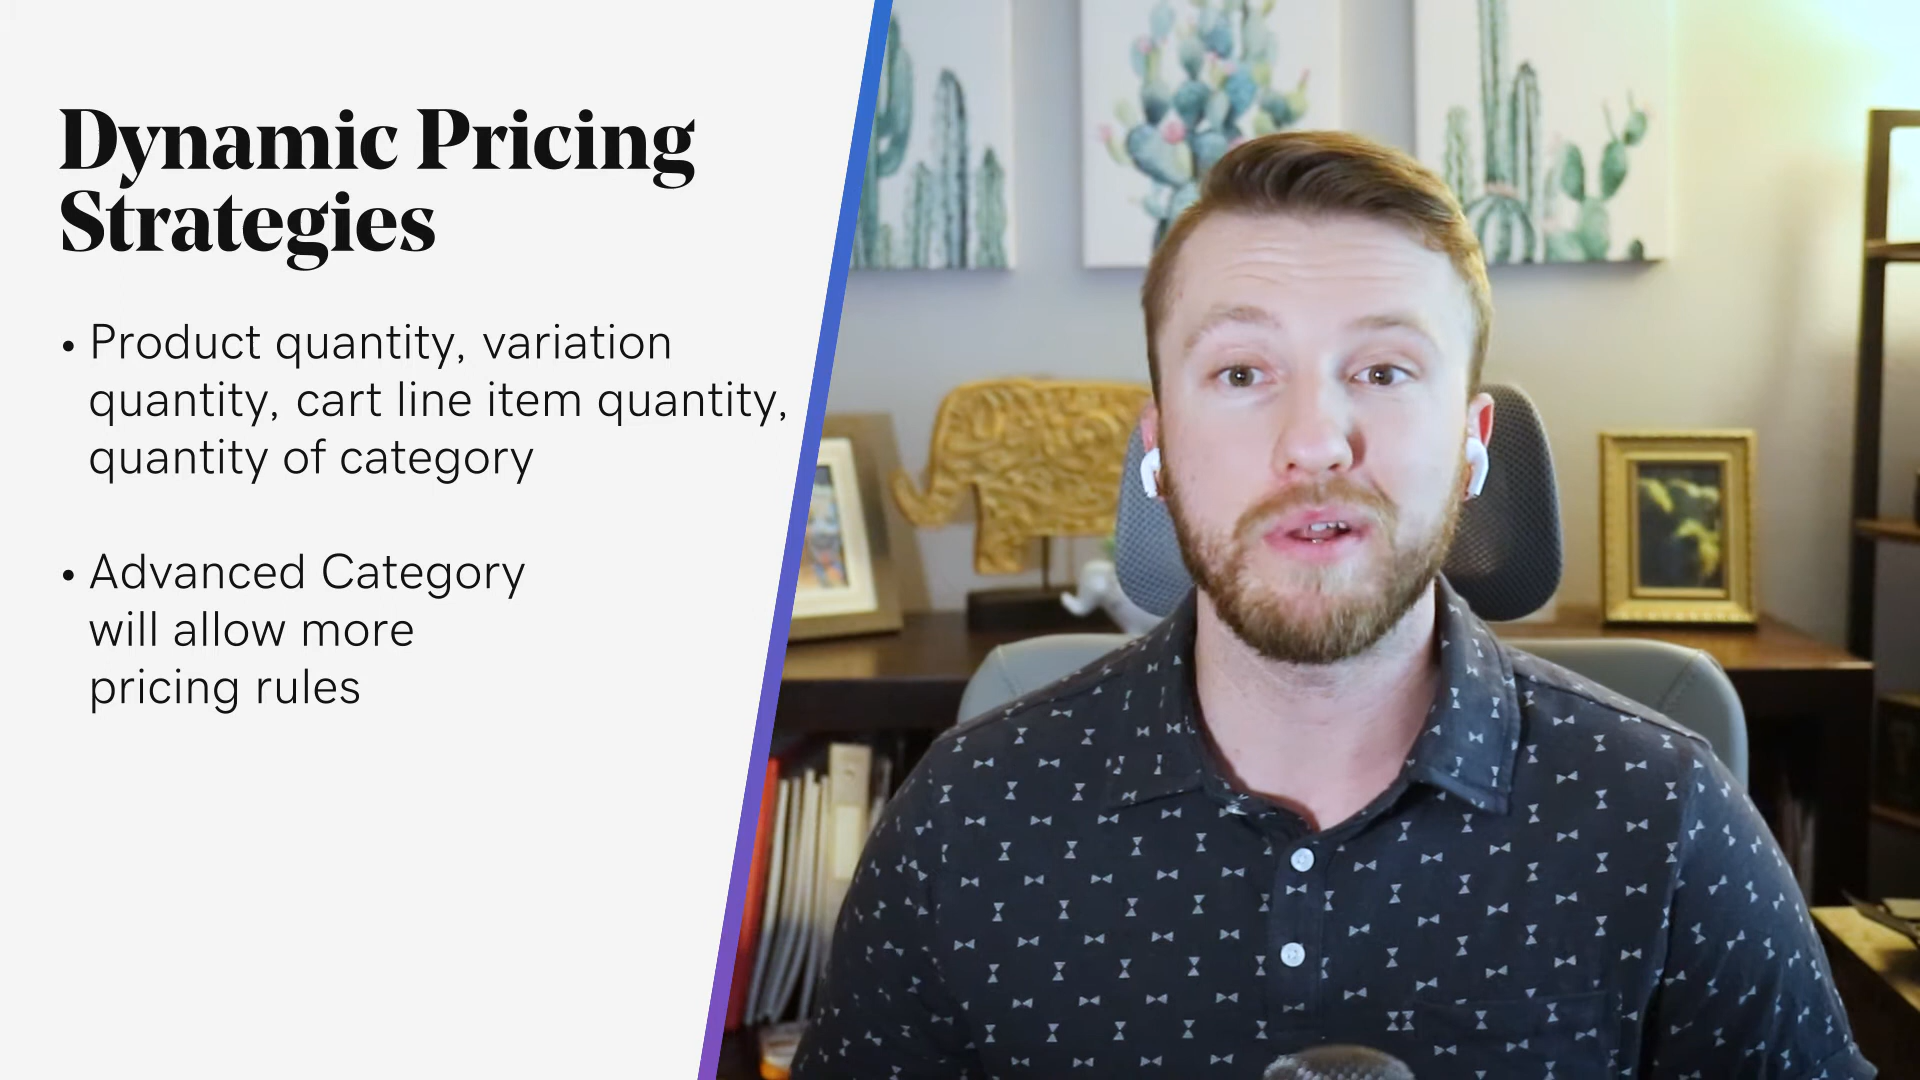 Dynamic Pricing
Strategies
• Product quantity, variation
quantity, cart line item quantity,
quantity of category
• Advanced Category
will allow more
pricing rules